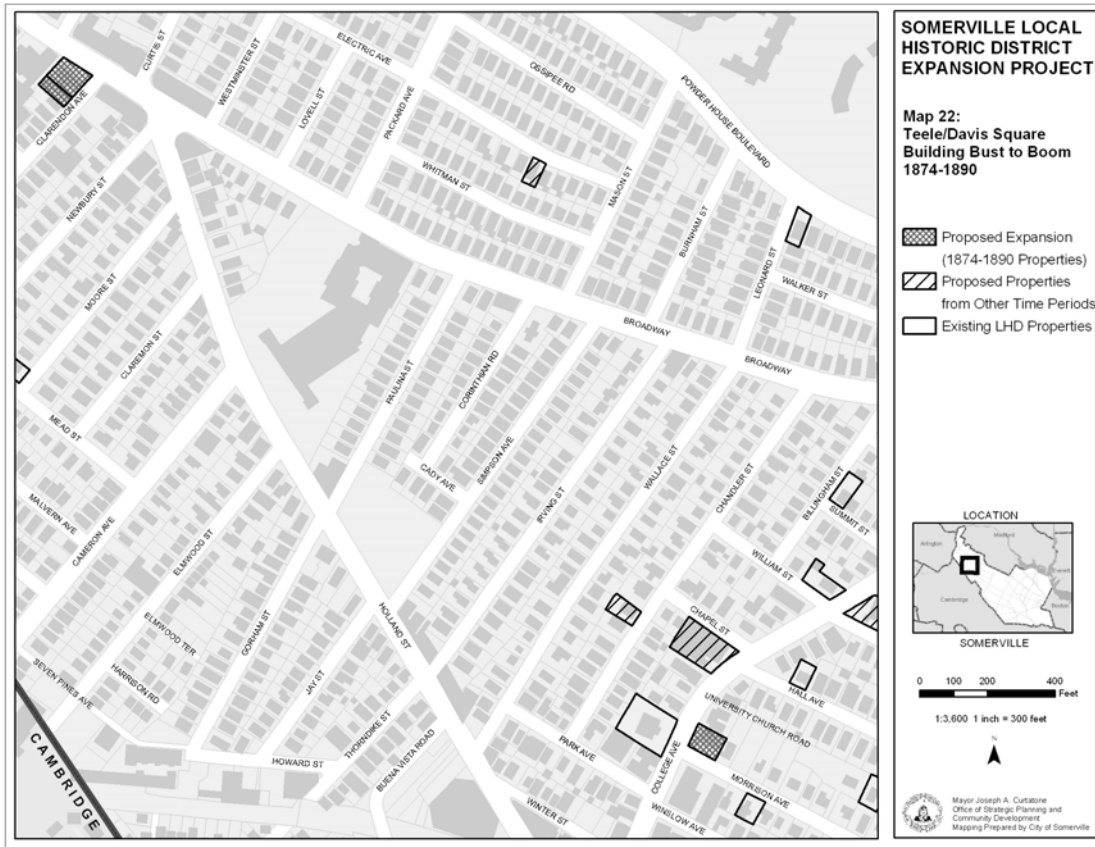 SOMERVILLE LOCAL
HISTORIC DISTRICT
EXPANSION PROJECT
Map 22:
Teele/Davis Square
Building Bust to Boom
1874-1890
Proposed Expansion
(1874-1890 Properties)
Proposed Properties
from Other Time Periods
Existing LHD Properties
LOCATION
Arlington
Medford
Everett
Cambridge
Boston
SOMERVILLE
0 100 200 400
Feet
1:3,600 1 inch = 300 feet
N
Mayor Joseph A. Curtatone
Office of Strategic Planning and
Community Development
Mapping Prepared by City of Somerville
CURTIS ST
WESTMINSTER ST
ELECTRIC AVE
OSSIPEE RD
POWDER HOUSE BOULEVARD
CLARENDON AVE
LOVELL ST
PACKARD AVE
WHITMAN ST
MASON ST
BURNHAM ST
NEWBURY ST
LEONARD ST
WALKER ST
MOORE ST
CLAREMON ST
BROADWAY
BROADWAY
PAULINA ST
CORINTHIAN RD
MEAD ST
CADY AVE
SIMPSON AVE
IRVING ST
WALLACE ST
CHANDLER ST
BILLINGHAM ST
SUMMIT ST
MALVERN AVE
CAMERON AVE
ELMWOOD ST
WILLIAM ST
HOLLAND ST
CHAPEL ST
ELMWOOD TER
GORHAM ST
SEVEN PINES AVE
HARRISON RD
JAY ST
HALL AVE
UNIVERSITY CHURCH ROAD
THORNDIKE ST
BUENA VISTA ROAD
PARK AVE
COLLEGE AVE
HOWARD ST
MORRISON AVE
WINTER ST
WINSLOW AVE
CAMBRIDGE